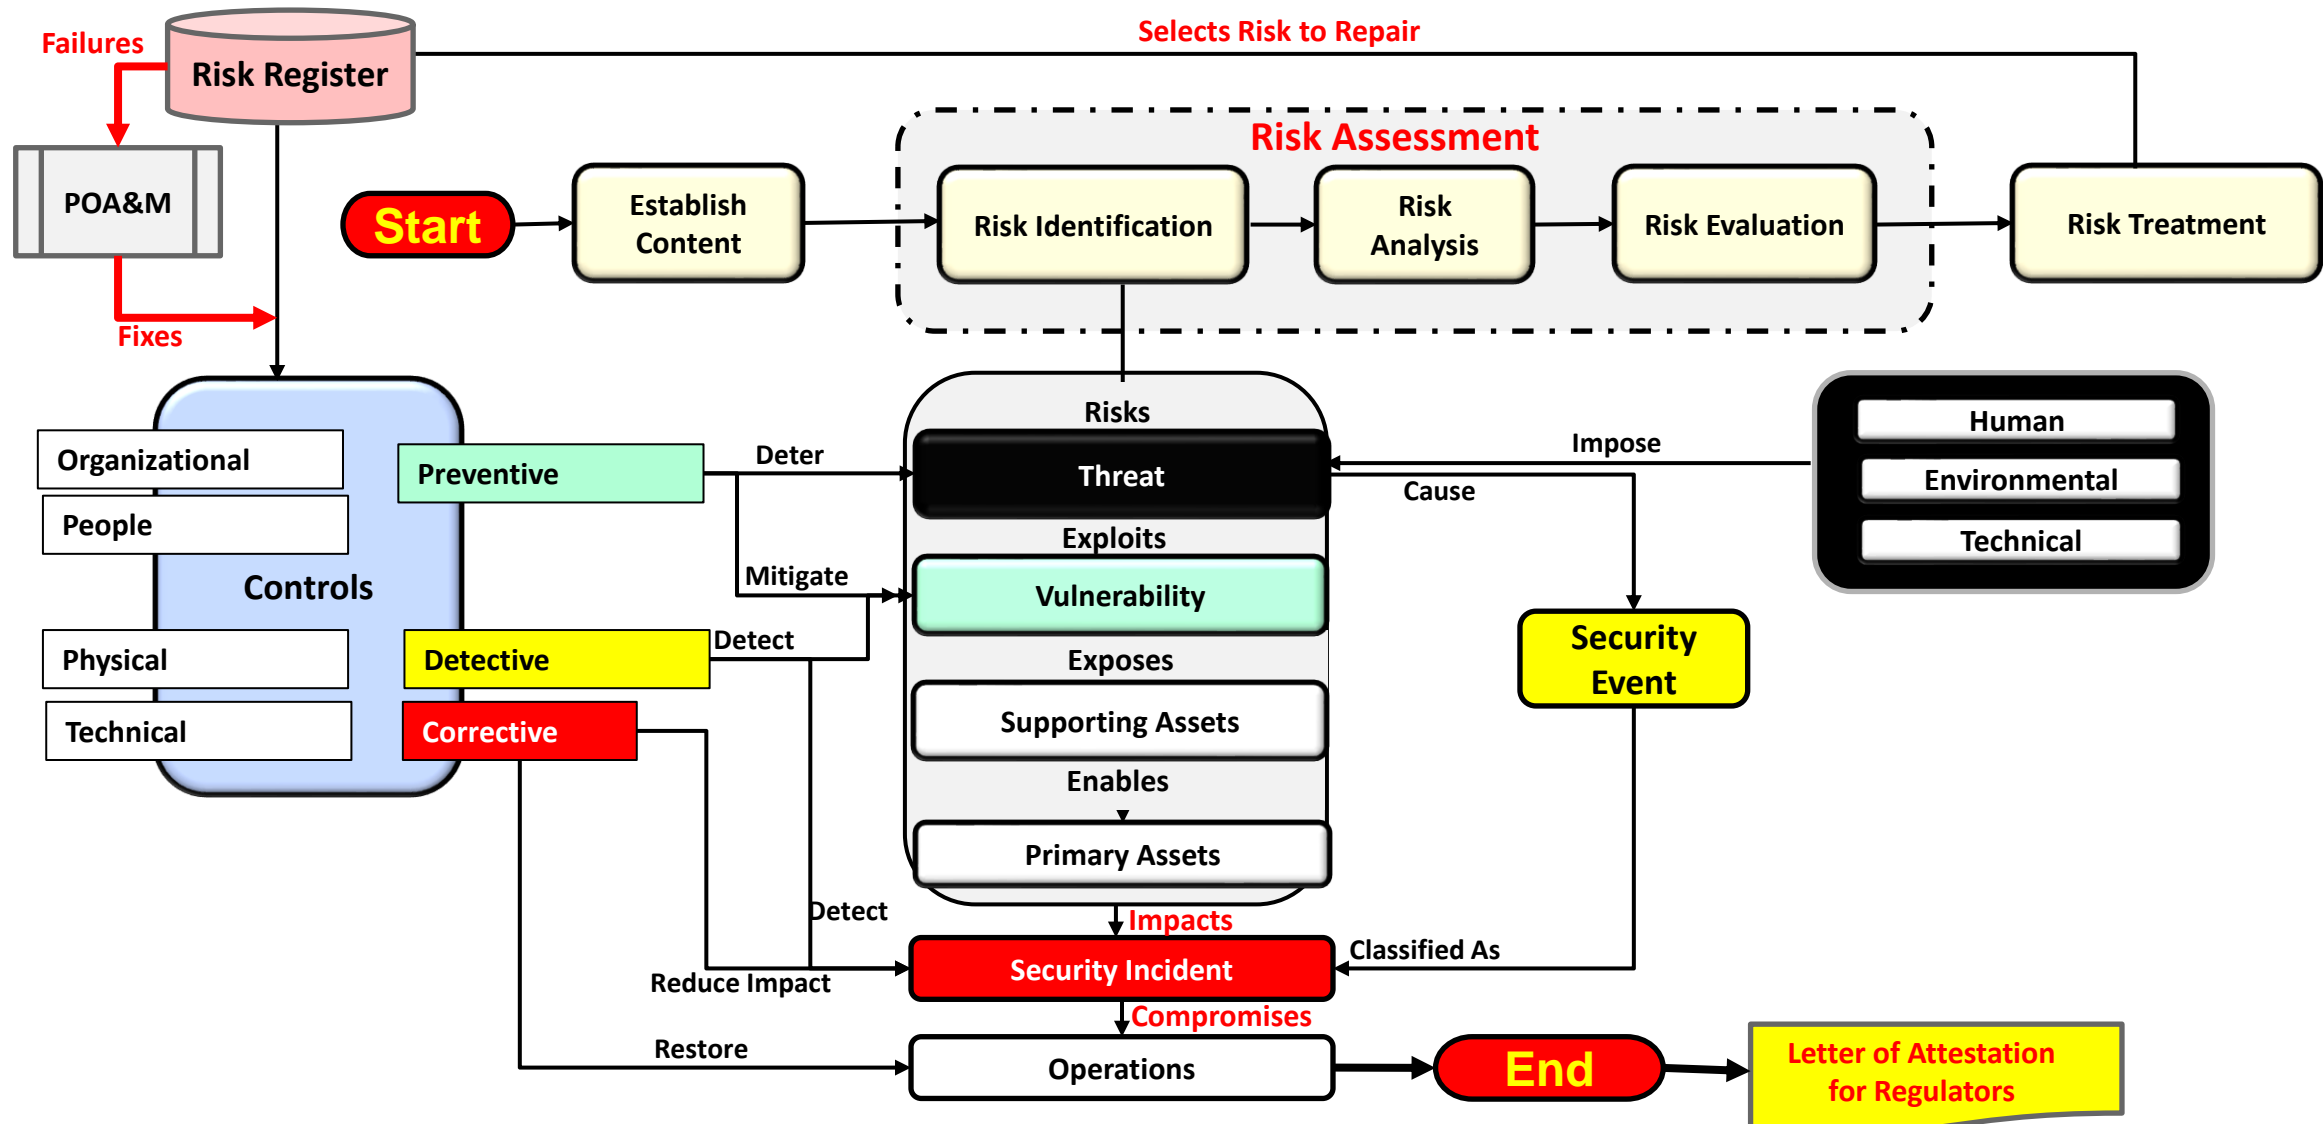 Selects Risk to Repair
Failures
Risk Register
Risk Assessment
POA&M
Start
Establish
Content
Risk Identification
Risk
Analysis
Risk Evaluation
Risk Treatment
Fixes
Risks
Human
Organizational
Preventive
Deter
Threat
Impose
Cause
Environmental
People
Exploits
Technical
Controls
Mitigate
Vulnerability
Security
Event
Physical
Detective
Detect
Exposes
Technical
Corrective
Supporting Assets
Enables
Primary Assets
Detect
Impacts
Reduce Impact
Security Incident
Classified As
Compromises
Restore
Operations
End
Letter of Attestation
for Regulators